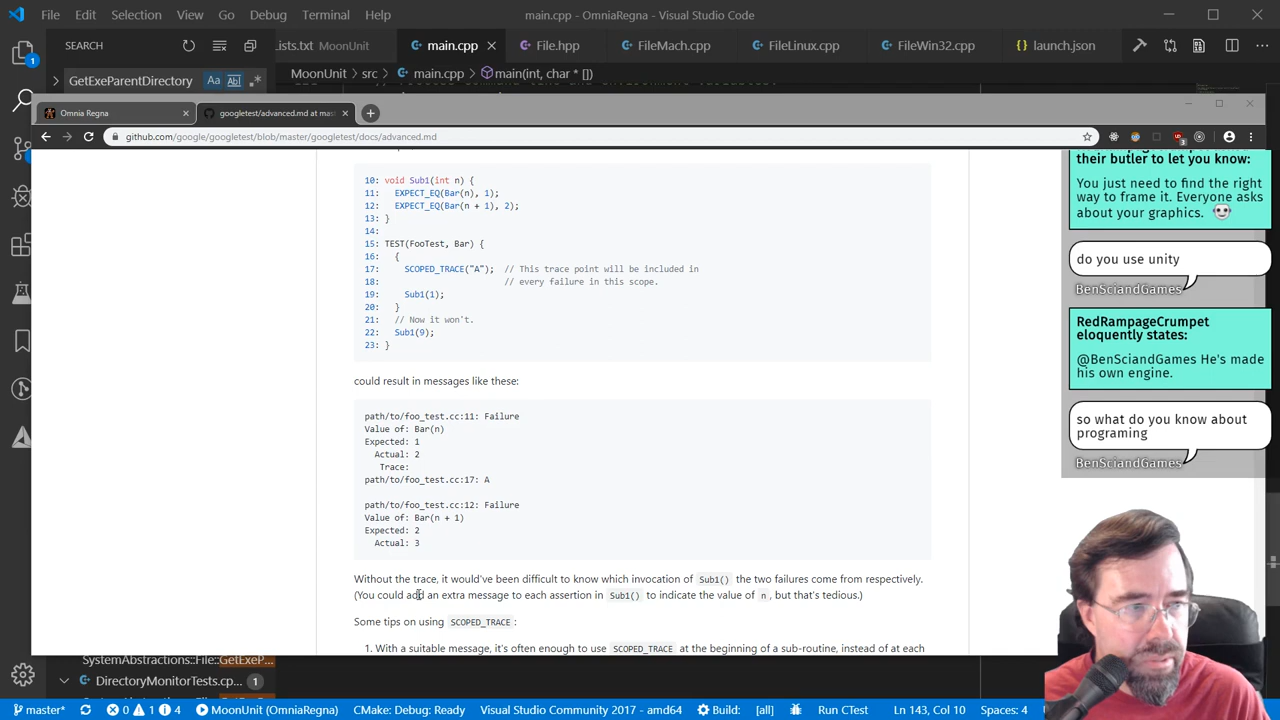 File Edit Selection View Go Debug Terminal Help
main.cpp - OmniaRegna - Visual Studio Code
SEARCH
Lists.txt MoonUnit
main.cpp
File.hpp
FileMach.cpp
FileLinux.cpp
FileWin32.cpp
launch.json
GetExeParentDirectory
Aa Abl .*
MoonUnit > src > main.cpp > main(int, char * [])
Omnia Regna
googletest/advanced.md at mas
github.com/google/googletest/blob/master/googletest/docs/advanced.md
10: void Sub1(int n) {
11: EXPECT_EQ(Bar(n), 1);
12: EXPECT_EQ(Bar(n + 1), 2);
13: }
14:
15: TEST(FooTest, Bar) {
16: {
17: SCOPED_TRACE("A"); // This trace point will be included in
18: // every failure in this scope.
19: Sub1(1);
20: }
21: // Now it won't.
22: Sub1(9);
23: }
could result in messages like these:
path/to/foo_test.cc:11: Failure
Value of: Bar(n)
Expected: 1
Actual: 2
Trace:
path/to/foo_test.cc:17: A
path/to/foo_test.cc:12: Failure
Value of: Bar(n + 1)
Expected: 2
Actual: 3
Without the trace, it would've been difficult to know which invocation of Sub1() the two failures come from respectively.
(You could add an extra message to each assertion in Sub1() to indicate the value of n, but that's tedious.)
Some tips on using SCOPED_TRACE:
1. With a suitable message, it's often enough to use SCOPED_TRACE at the beginning of a sub-routine, instead of at each
their butler to let you know:
You just need to find the right
way to frame it. Everyone asks
about your graphics.
do you use unity
BenSciandGames
RedRampageCrumpet
eloquently states:
@BenSciandGames He's made
his own engine.
so what do you know about
programing
BenSciandGames
SystemAbstractions::File::GetExeP
DirectoryMonitorTests.cp... 1
master* 0 1 4 MoonUnit (OmniaRegna) CMake: Debug: Ready Visual Studio Community 2017 - amd64 Build: [all] Run CTest Ln 143, Col 10 Spaces: 4